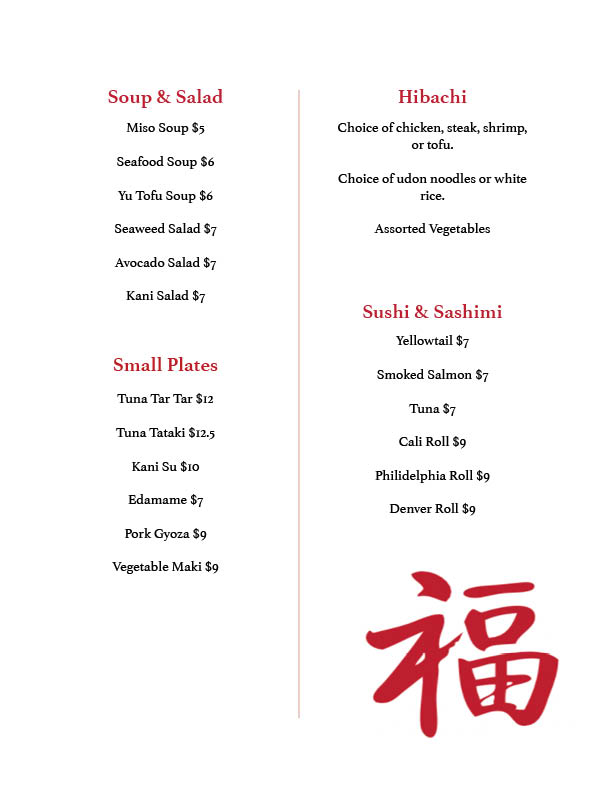 Soup & Salad
Miso Soup $5
Seafood Soup $6
Yu Tofu Soup $6
Seaweed Salad $7
Avocado Salad $7
Kani Salad $7
Small Plates
Tuna Tar Tar $12
Tuna Tataki $12.5
Kani Su $10
Edamame $7
Pork Gyoza $9
Vegetable Maki $9
Hibachi
Choice of chicken, steak, shrimp,
or tofu.
Choice of udon noodles or white
rice.
Assorted Vegetables
Sushi & Sashimi
Yellowtail $7
Smoked Salmon $7
Tuna $7
Cali Roll $9
Philidelphia Roll $9
Denver Roll $9
福